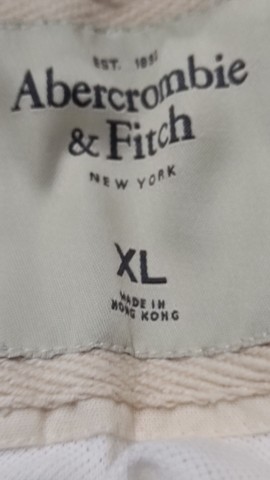 EST. 1892
Abercrombie
& Fitch
NEW YORK
XL
MADE IN
HONG KONG